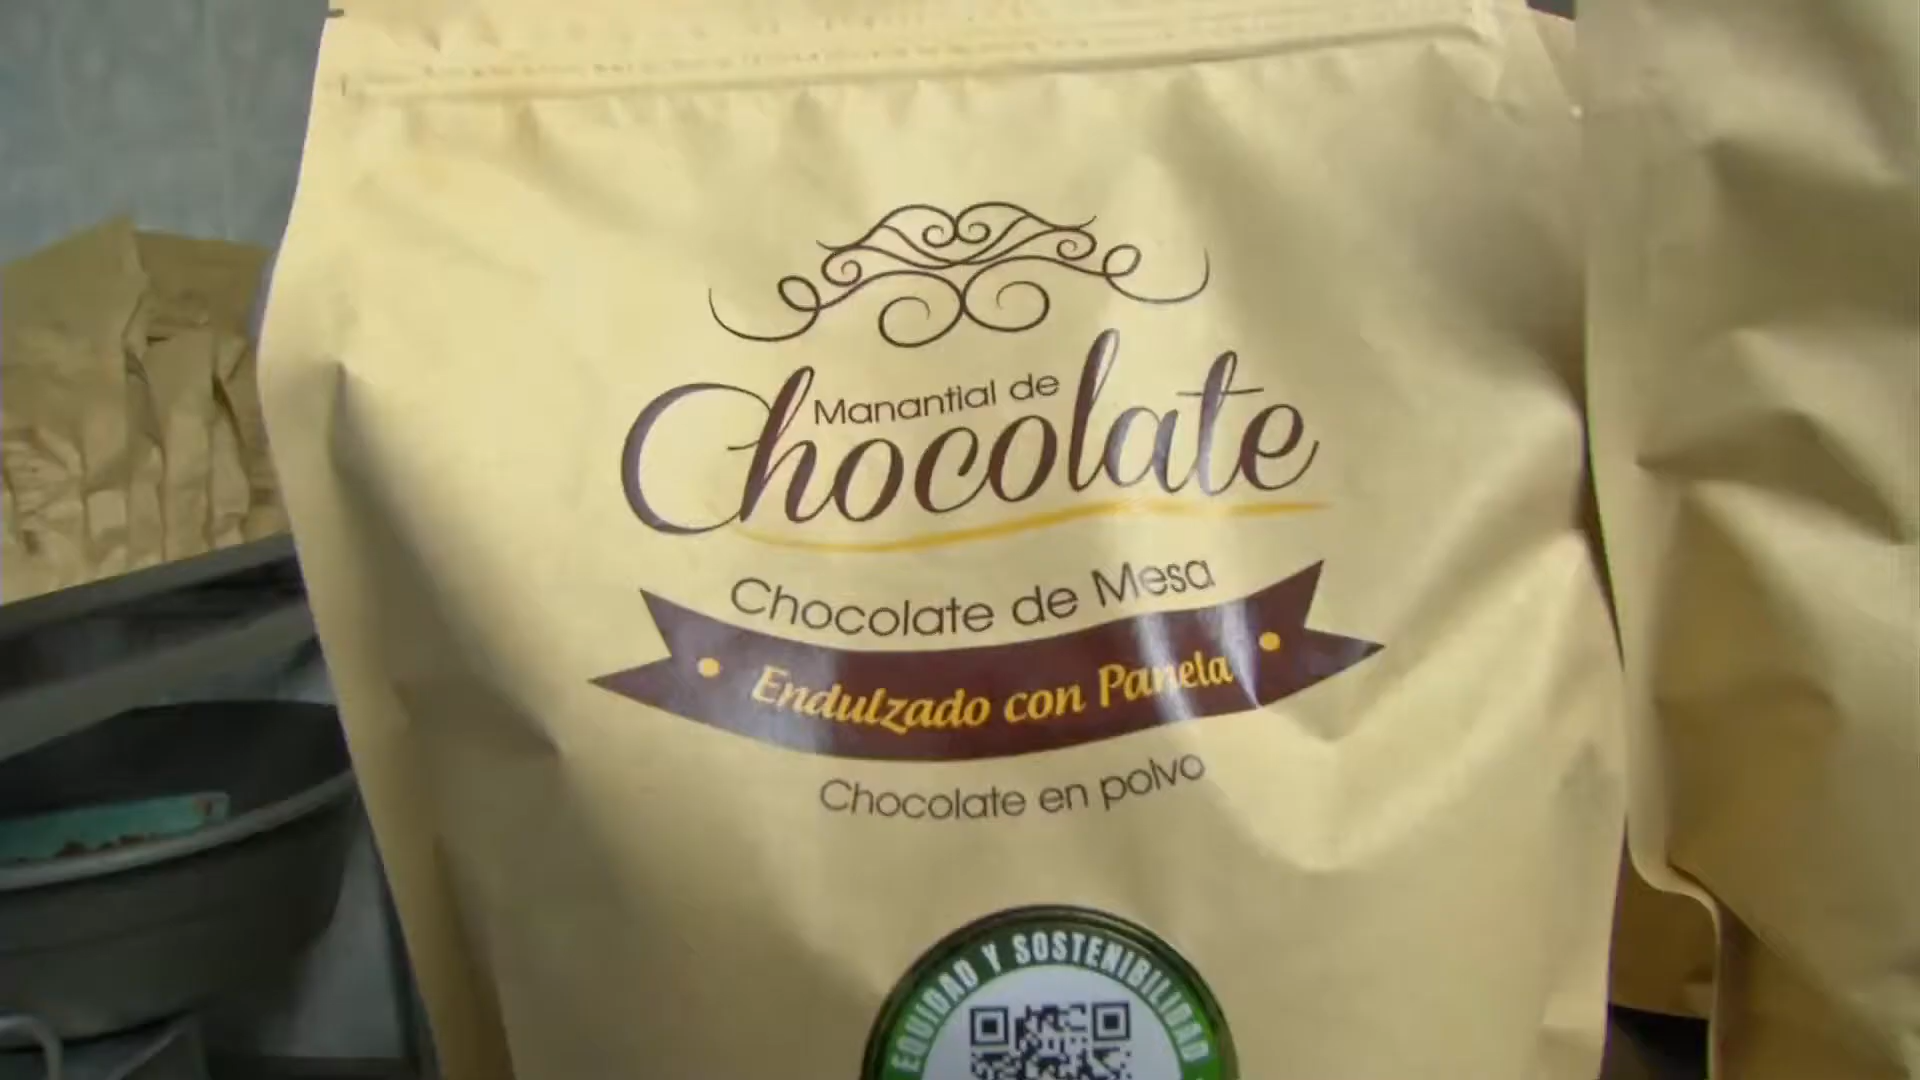 Manantial de
Chocolate
Chocolate de Mesa
Endulzado con Panela
Chocolate en polvo
EQUIDAD Y SOSTENIBILIDAD